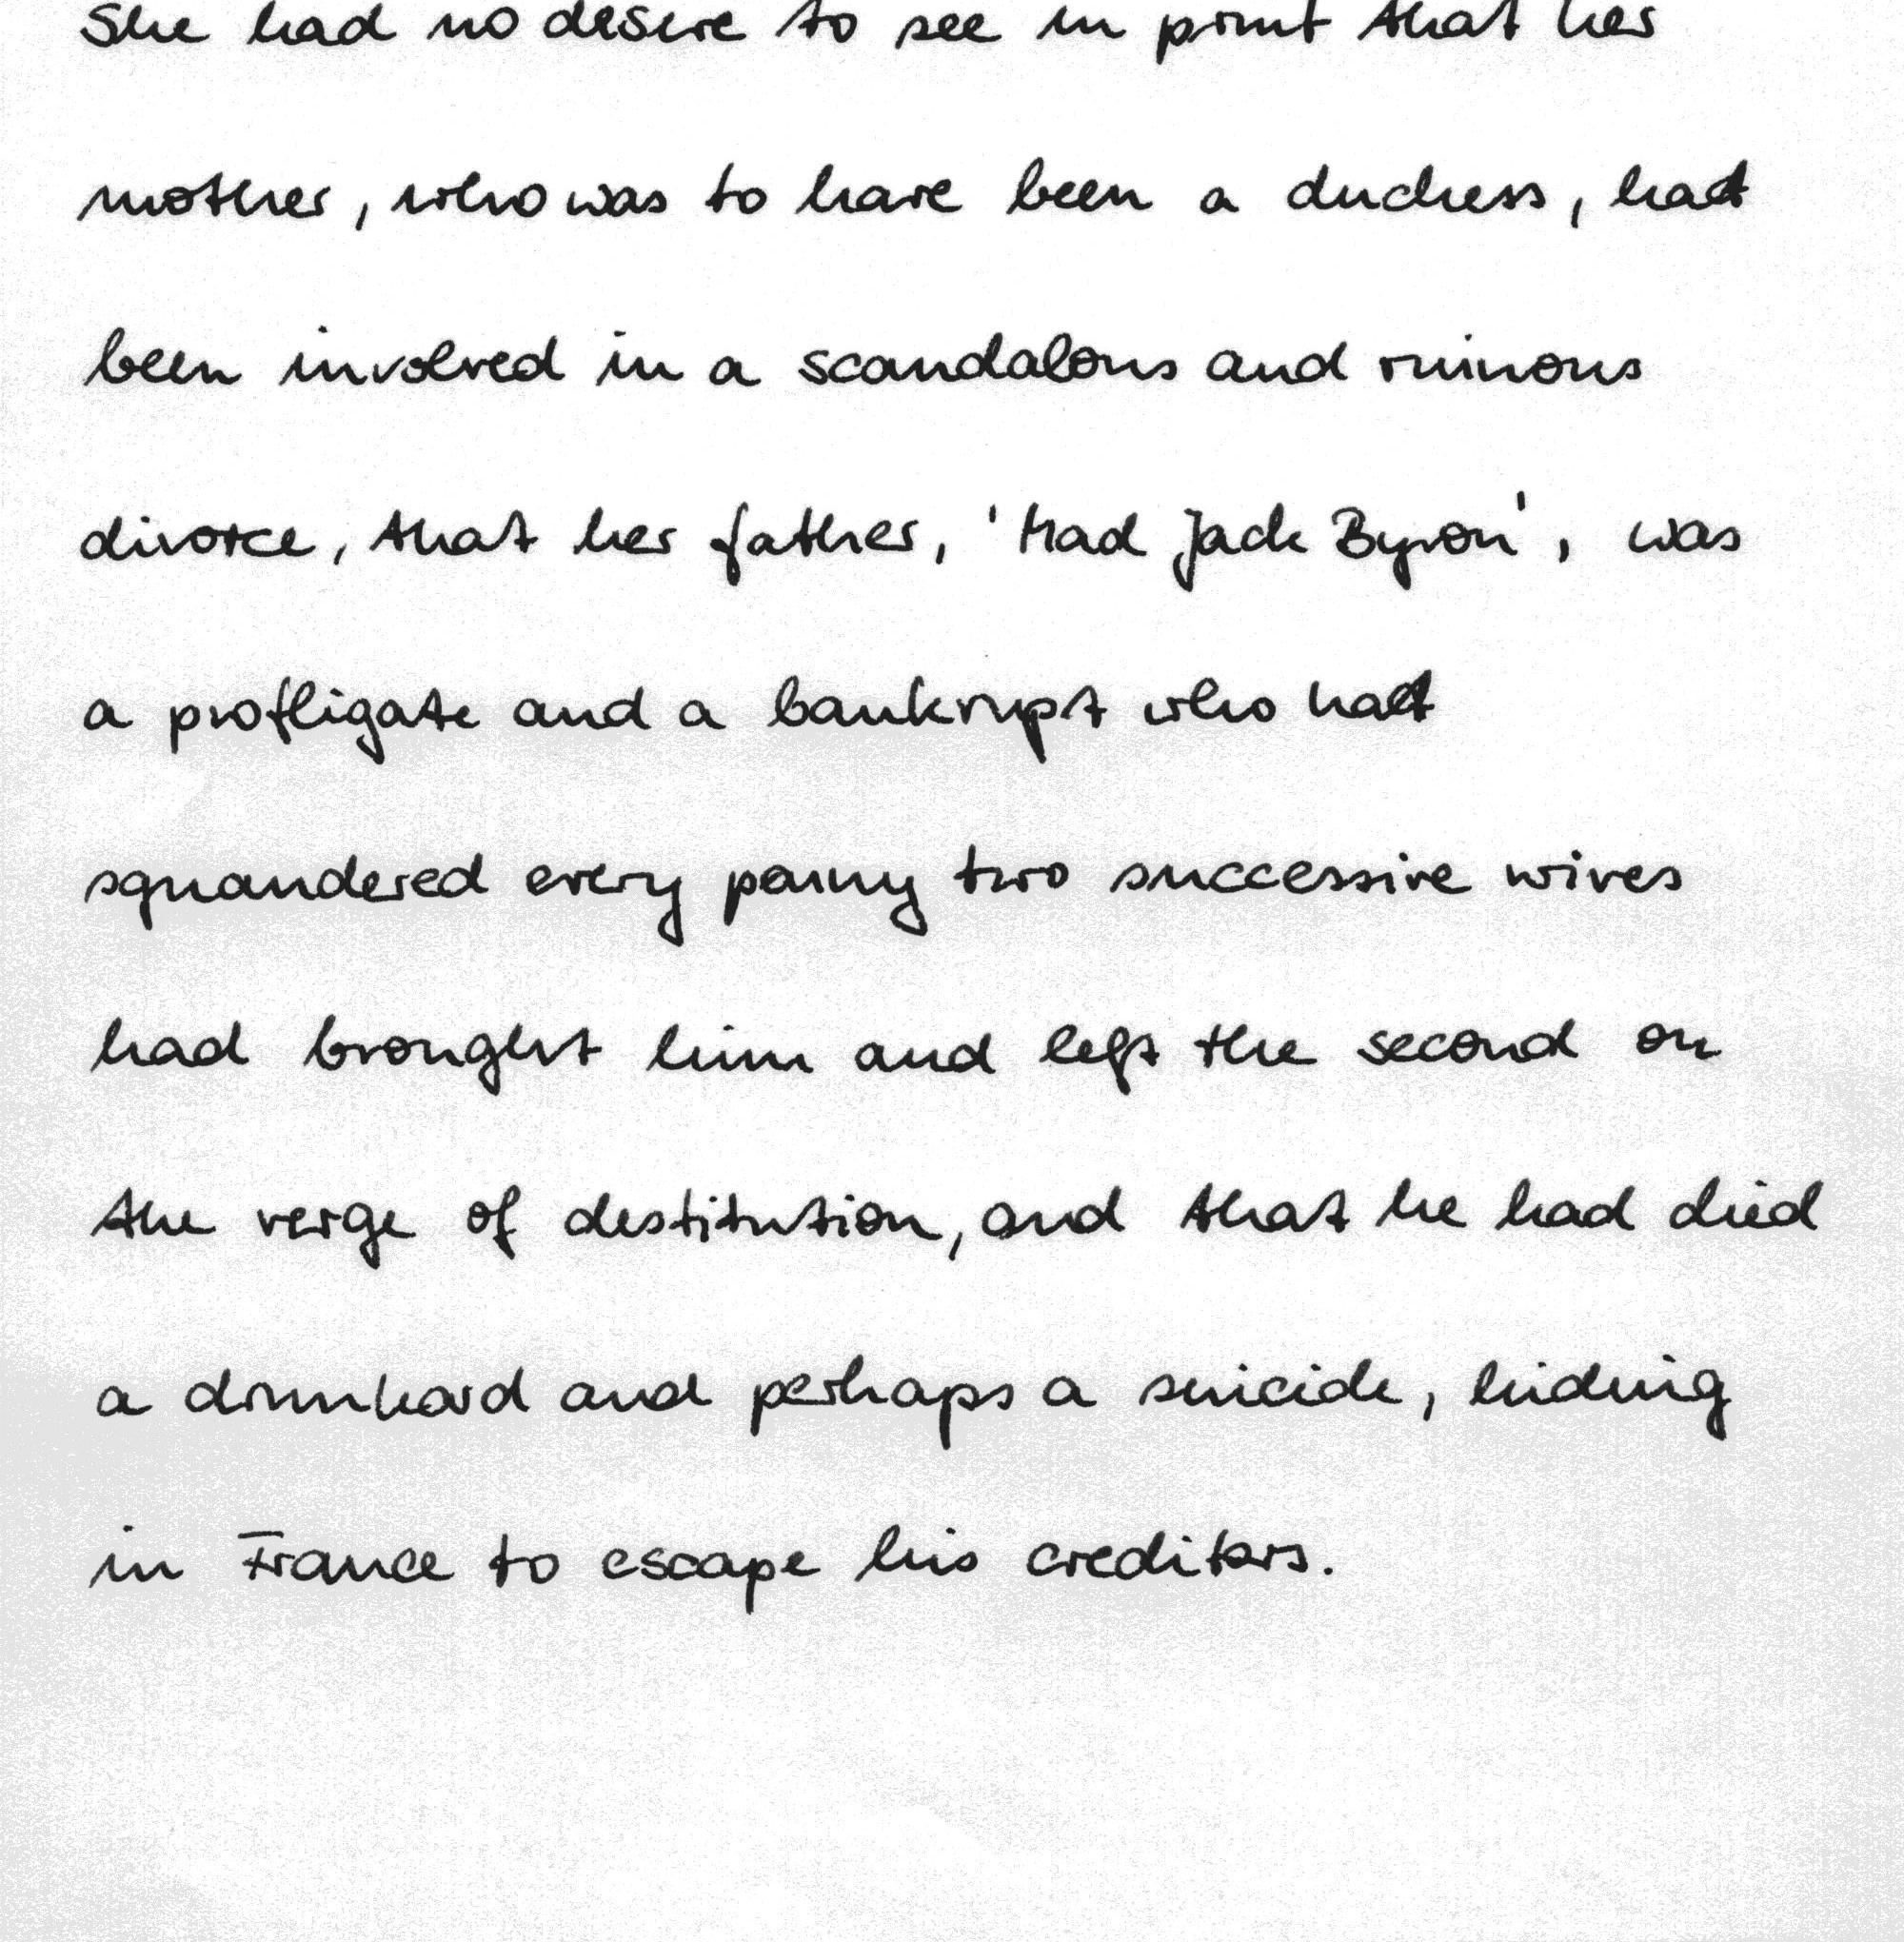 She had no desire to see in print that her
mother, who was to have been a duchess, had
been involved in a scandalous and ruinous
divorce, that her father, 'Mad Jack Byron', was
a profligate and a bankrupt who had
squandered every penny two successive wives
had brought him and left the second on
the verge of destitution, and that he had died
a drunkard and perhaps a suicide, hiding
in France to escape his creditors.